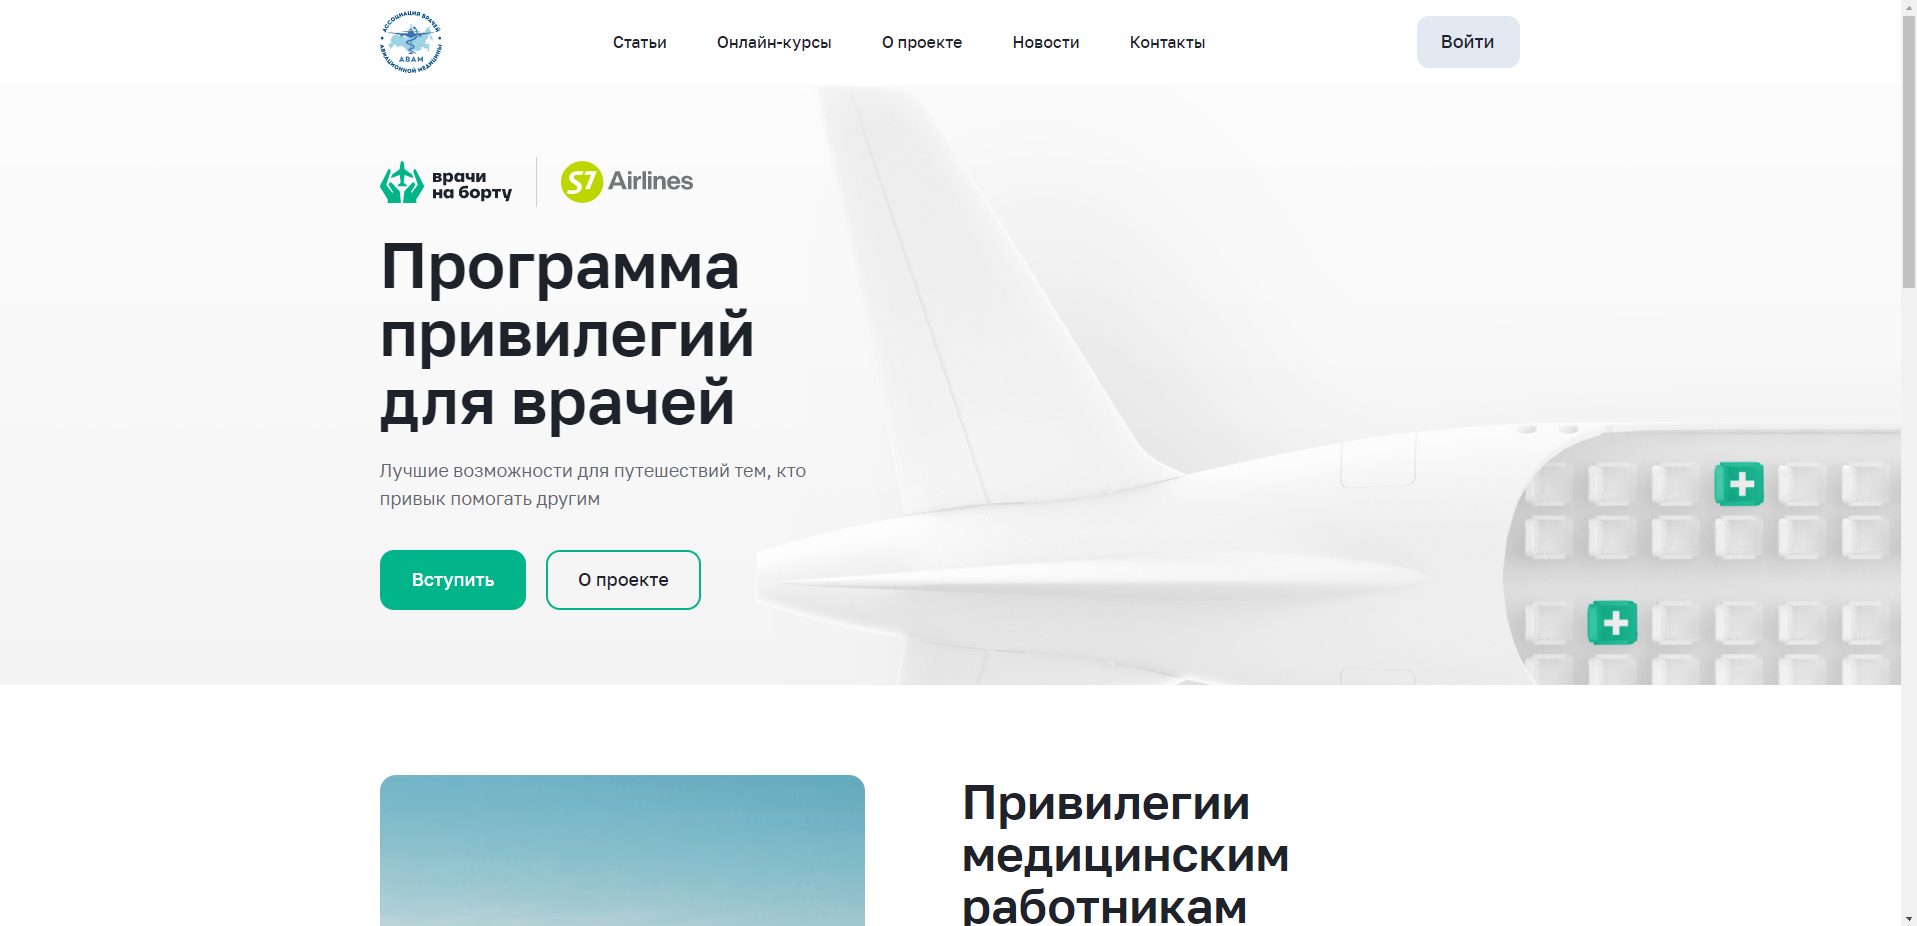 АССОЦИАЦИЯ ВРАЧЕЙ
АВИАЦИОННОЙ МЕДИЦИНЫ
АВАМ
Статьи
Онлайн-курсы
О проекте
Новости
Контакты
Войти
врачи
на борту
S7 Airlines
Программа
привилегий
для врачей
Лучшие возможности для путешествий тем, кто
привык помогать другим
Вступить
О проекте
Привилегии
медицинским
работникам